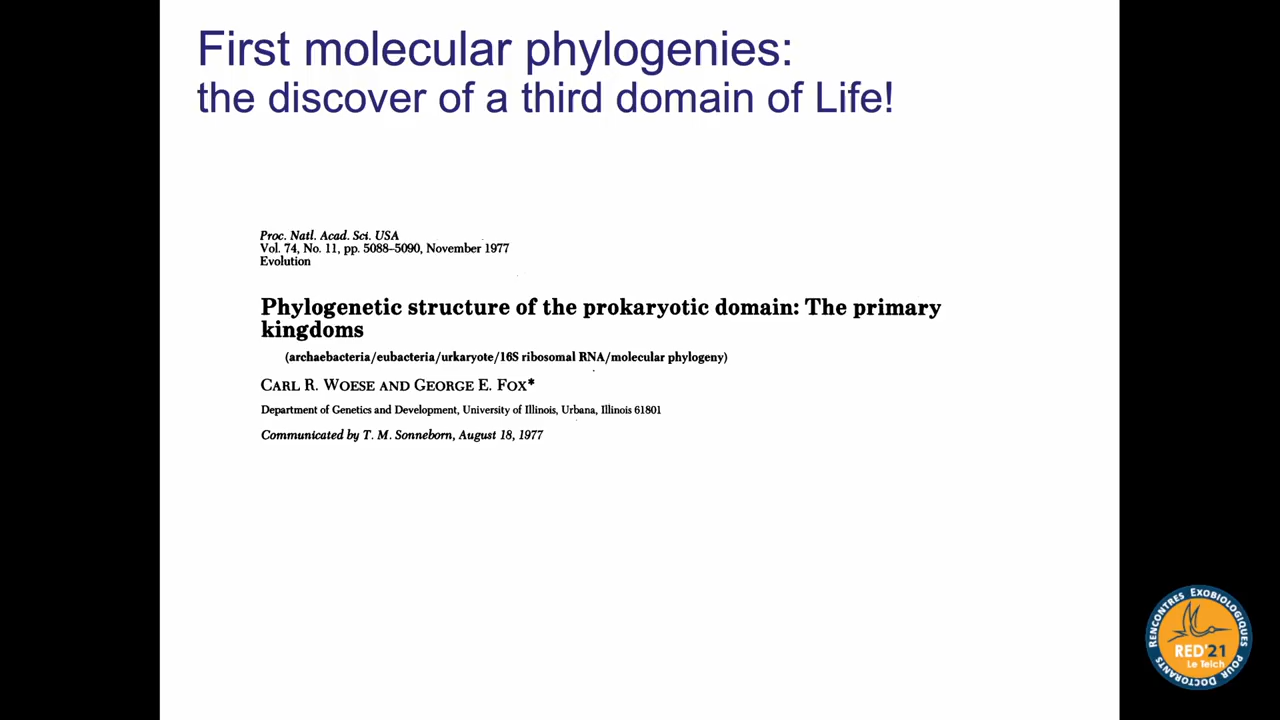 First molecular phylogenies:
the discover of a third domain of Life!
Proc. Natl. Acad. Sci. USA
Vol. 74, No. 11, pp. 5088–5090, November 1977
Evolution
Phylogenetic structure of the prokaryotic domain: The primary
kingdoms
(archaebacteria/eubacteria/urkaryote/16S ribosomal RNA/molecular phylogeny)
CARL R. WOESE AND GEORGE E. FOX*
Department of Genetics and Development, University of Illinois, Urbana, Illinois 61801
Communicated by T. M. Sonneborn, August 18, 1977
RENCONTRES EXOBIOLOGIQUES POUR DOCTORANTS
RED'21
Le Teich